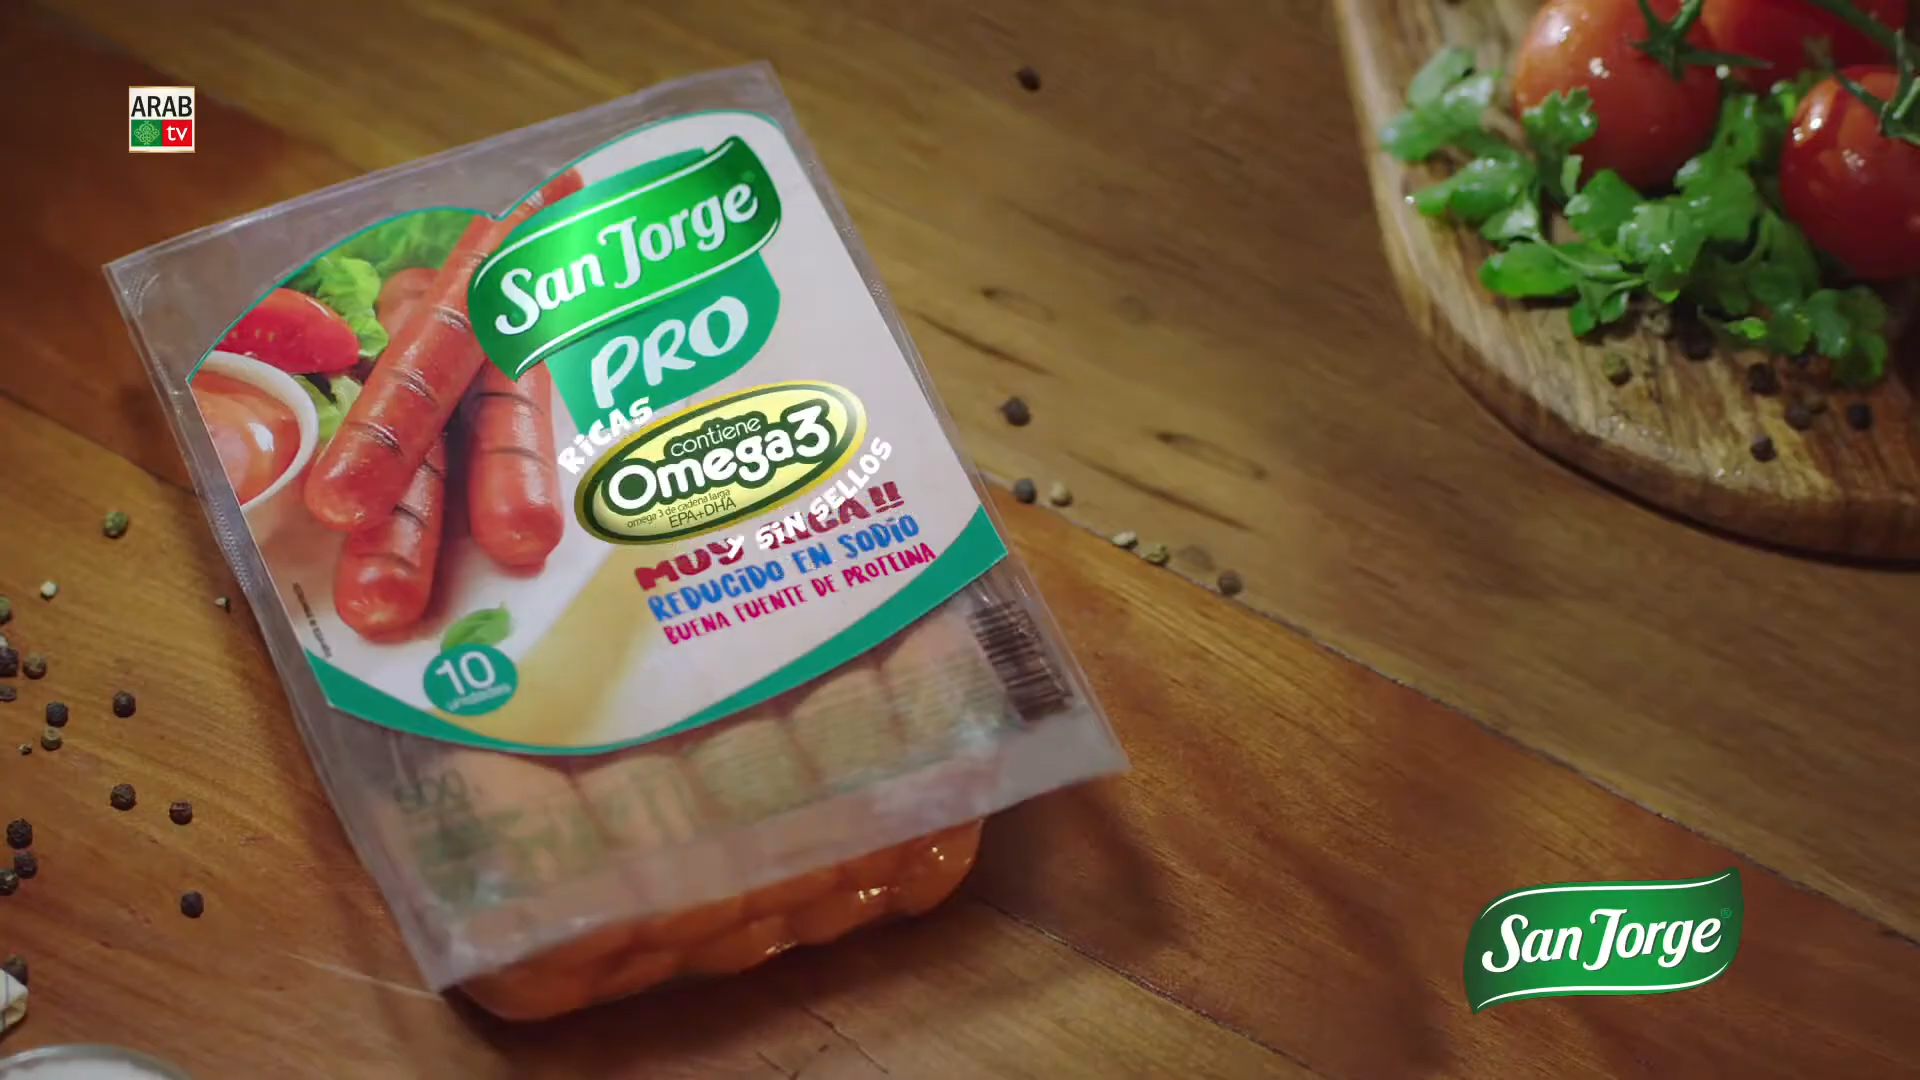 ARAB
tv
San Jorge
PRO
RICAS
contiene
Omega3
omega 3 de cadena larga
EPA+DHA
Y SIN SELLOS
MUY RICA!!
REDUCIDO EN SODIO
BUENA FUENTE DE PROTEINA
10
unidades
San Jorge®